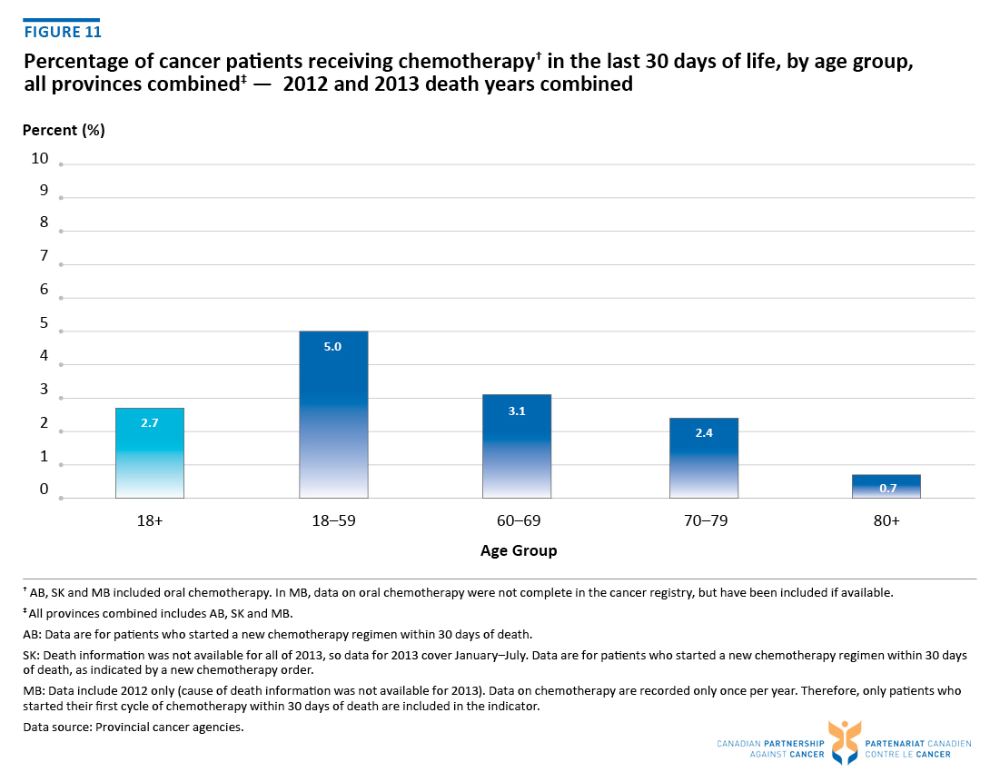 FIGURE 11
Percentage of cancer patients receiving chemotherapy† in the last 30 days of life, by age group,
all provinces combined‡ — 2012 and 2013 death years combined
Percent (%)
10
9
8
7
6
5
4
3
2
1
0
2.7
5.0
3.1
2.4
0.7
18+
18–59
60–69
70–79
80+
Age Group
† AB, SK and MB included oral chemotherapy. In MB, data on oral chemotherapy were not complete in the cancer registry, but have been included if available.
‡ All provinces combined includes AB, SK and MB.
AB: Data are for patients who started a new chemotherapy regimen within 30 days of death.
SK: Death information was not available for all of 2013, so data for 2013 cover January–July. Data are for patients who started a new chemotherapy regimen within 30 days
of death, as indicated by a new chemotherapy order.
MB: Data include 2012 only (cause of death information was not available for 2013). Data on chemotherapy are recorded only once per year. Therefore, only patients who
started their first cycle of chemotherapy within 30 days of death are included in the indicator.
Data source: Provincial cancer agencies.
CANADIAN PARTNERSHIP
AGAINST CANCER
PARTENARIAT CANADIEN
CONTRE LE CANCER